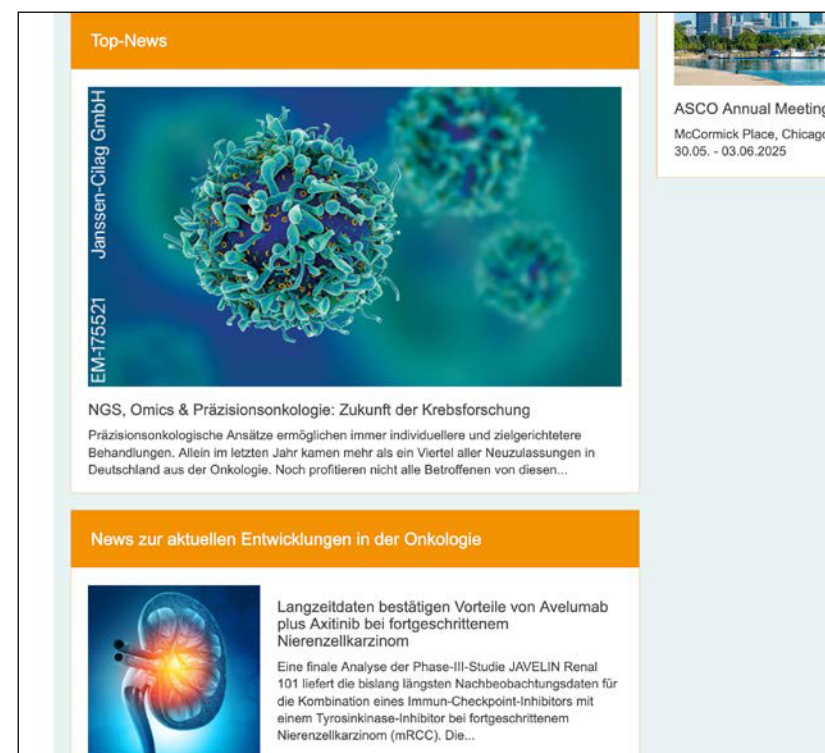 Top-News
Janssen-Cilag GmbH
EM-175521
NGS, Omics & Präzisionsonkologie: Zukunft der Krebsforschung
Präzisionsonkologische Ansätze ermöglichen immer individuellere und zielgerichtetere
Behandlungen. Allein im letzten Jahr kamen mehr als ein Viertel aller Neuzulassungen in
Deutschland aus der Onkologie. Noch profitieren nicht alle Betroffenen von diesen...
News zur aktuellen Entwicklungen in der Onkologie
Langzeitdaten bestätigen Vorteile von Avelumab
plus Axitinib bei fortgeschrittenem
Nierenzellkarzinom
Eine finale Analyse der Phase-III-Studie JAVELIN Renal
101 liefert die bislang längsten Nachbeobachtungsdaten für
die Kombination eines Immun-Checkpoint-Inhibitors mit
einem Tyrosinkinase-Inhibitor bei fortgeschrittenem
Nierenzellkarzinom (mRCC). Die...
ASCO Annual Meeting
McCormick Place, Chicago
30.05. - 03.06.2025